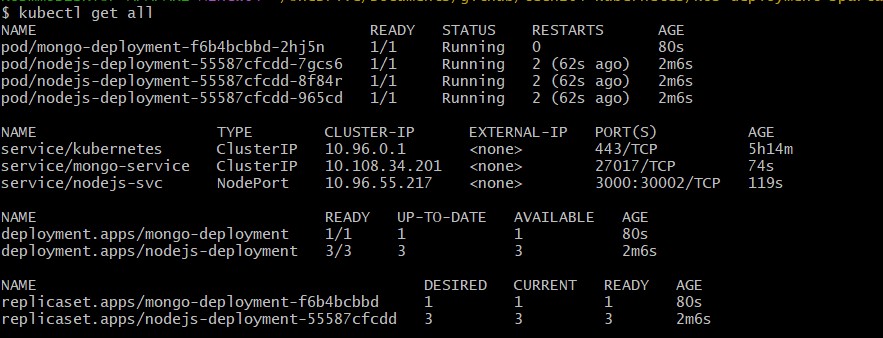 $ kubectl get all
NAME READY STATUS RESTARTS AGE
pod/mongo-deployment-f6b4bcbbd-2hj5n 1/1 Running 0 80s
pod/nodejs-deployment-55587cfcdd-7gcs6 1/1 Running 2 (62s ago) 2m6s
pod/nodejs-deployment-55587cfcdd-8f84r 1/1 Running 2 (62s ago) 2m6s
pod/nodejs-deployment-55587cfcdd-965cd 1/1 Running 2 (62s ago) 2m6s
NAME TYPE CLUSTER-IP EXTERNAL-IP PORT(S) AGE
service/kubernetes ClusterIP 10.96.0.1 <none> 443/TCP 5h14m
service/mongo-service ClusterIP 10.108.34.201 <none> 27017/TCP 74s
service/nodejs-svc NodePort 10.96.55.217 <none> 3000:30002/TCP 119s
NAME READY UP-TO-DATE AVAILABLE AGE
deployment.apps/mongo-deployment 1/1 1 1 80s
deployment.apps/nodejs-deployment 3/3 3 3 2m6s
NAME DESIRED CURRENT READY AGE
replicaset.apps/mongo-deployment-f6b4bcbbd 1 1 1 80s
replicaset.apps/nodejs-deployment-55587cfcdd 3 3 3 2m6s